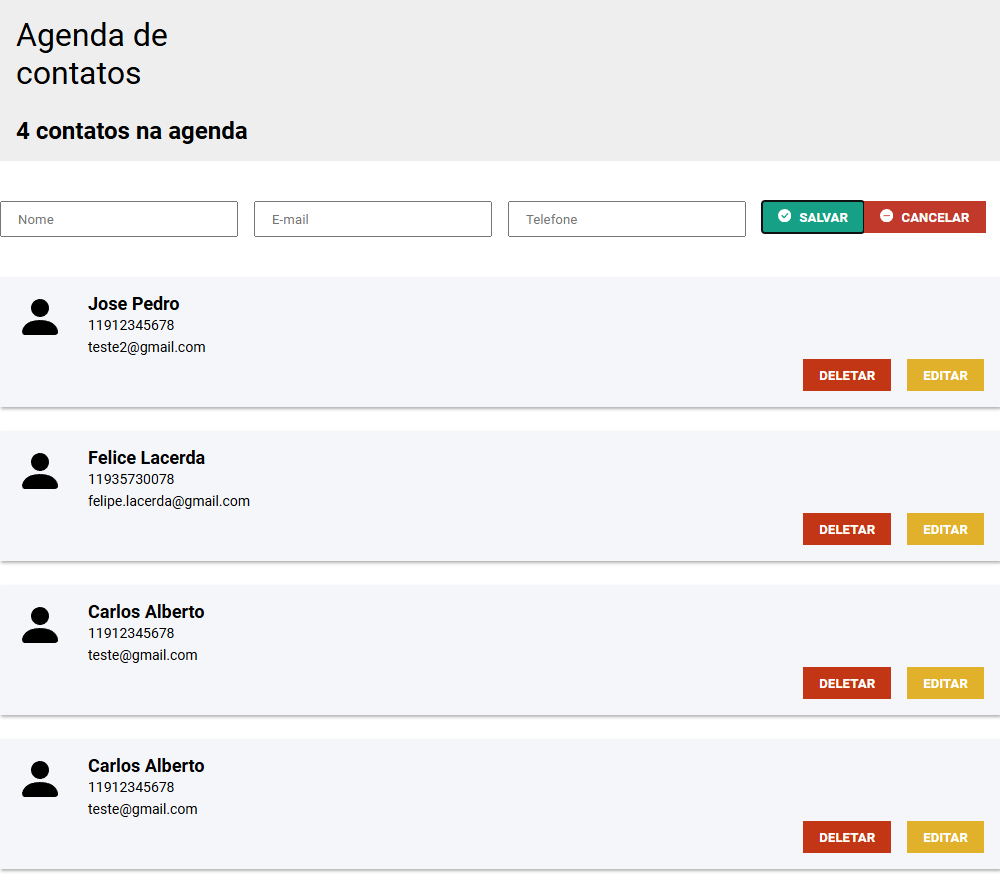 Agenda de
contatos
4 contatos na agenda
Nome E-mail Telefone SALVAR CANCELAR
Jose Pedro
11912345678
teste2@gmail.com
DELETAR EDITAR
Felice Lacerda
11935730078
felipe.lacerda@gmail.com
DELETAR EDITAR
Carlos Alberto
11912345678
teste@gmail.com
DELETAR EDITAR
Carlos Alberto
11912345678
teste@gmail.com
DELETAR EDITAR